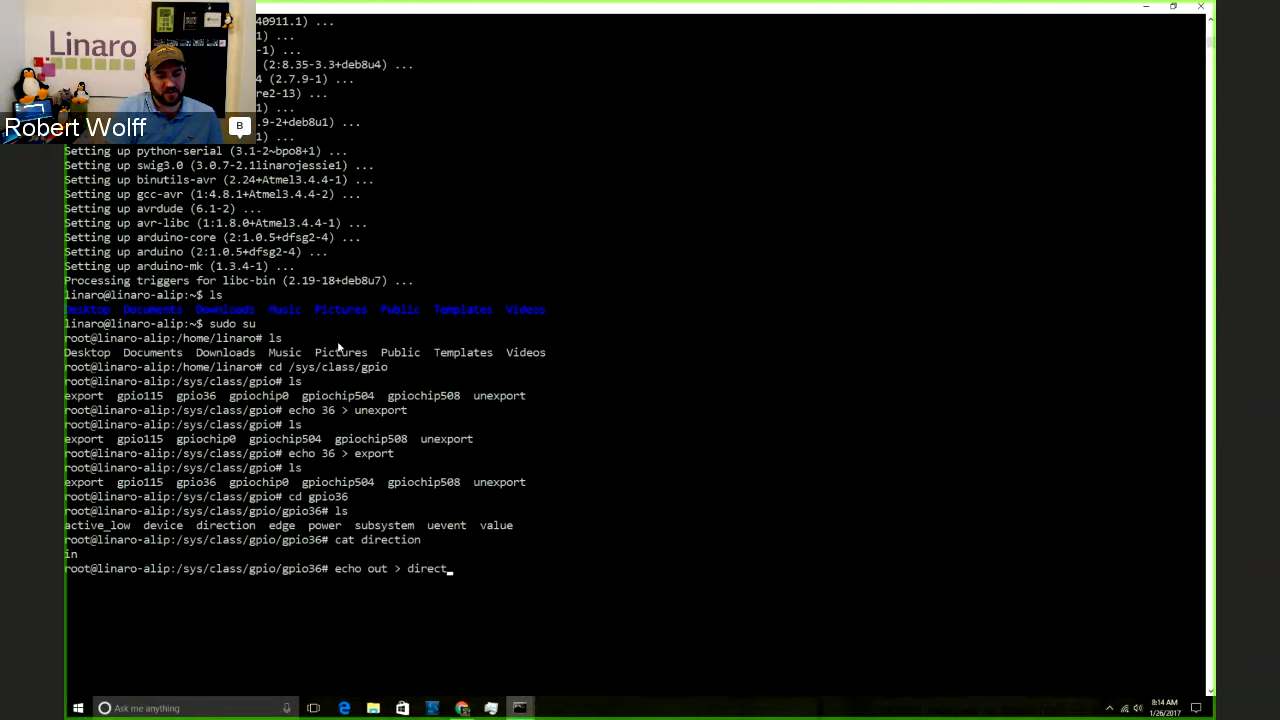 Linaro
Robert Wolff
B
40911.1) ...
1) ...
-1) ...
(2:8.35-3.3+deb8u4) ...
4 (2.7.9-1) ...
re2-13) ...
1) ...
.9-2+deb8u1) ...
1) ...
Setting up python-serial (3.1-2~bpo8+1) ...
Setting up swig3.0 (3.0.7-2.1linarojessie1) ...
Setting up binutils-avr (2.24+Atmel3.4.4-1) ...
Setting up gcc-avr (1:4.8.1+Atmel3.4.4-2) ...
Setting up avrdude (6.1-2) ...
Setting up avr-libc (1:1.8.0+Atmel3.4.4-1) ...
Setting up arduino-core (2:1.0.5+dfsg2-4) ...
Setting up arduino (2:1.0.5+dfsg2-4) ...
Setting up arduino-mk (1.3.4-1) ...
Processing triggers for libc-bin (2.19-18+deb8u7) ...
linaro@linaro-alip:~$ ls
Desktop  Documents  Downloads  Music  Pictures  Public  Templates  Videos
linaro@linaro-alip:~$ sudo su
root@linaro-alip:/home/linaro# ls
Desktop  Documents  Downloads  Music  Pictures  Public  Templates  Videos
root@linaro-alip:/home/linaro# cd /sys/class/gpio
root@linaro-alip:/sys/class/gpio# ls
export  gpio115  gpio36  gpiochip0  gpiochip504  gpiochip508  unexport
root@linaro-alip:/sys/class/gpio# echo 36 > unexport
root@linaro-alip:/sys/class/gpio# ls
export  gpio115  gpiochip0  gpiochip504  gpiochip508  unexport
root@linaro-alip:/sys/class/gpio# echo 36 > export
root@linaro-alip:/sys/class/gpio# ls
export  gpio115  gpio36  gpiochip0  gpiochip504  gpiochip508  unexport
root@linaro-alip:/sys/class/gpio# cd gpio36
root@linaro-alip:/sys/class/gpio/gpio36# ls
active_low  device  direction  edge  power  subsystem  uevent  value
root@linaro-alip:/sys/class/gpio/gpio36# cat direction
in
root@linaro-alip:/sys/class/gpio/gpio36# echo out > direct_
Ask me anything
8:14 AM
1/26/2017